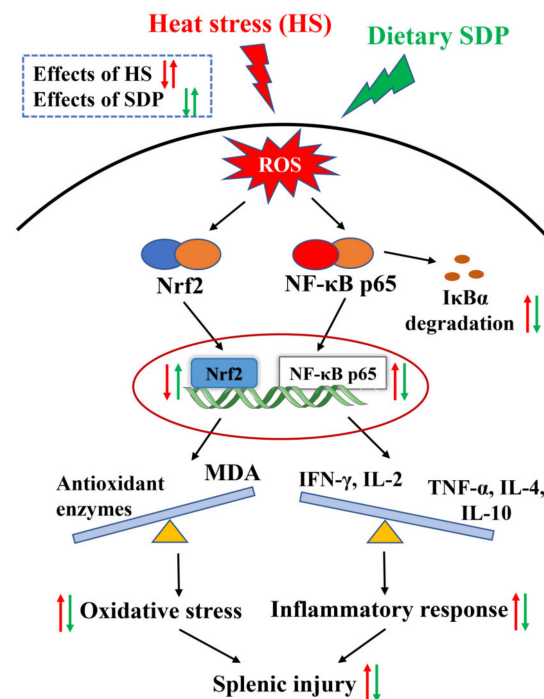 Heat stress (HS)
Dietary SDP
Effects of HS
Effects of SDP
ROS
Nrf2
NF-κB p65
IκBα
degradation
Nrf2
NF-κB p65
Antioxidant
enzymes
MDA
IFN-γ, IL-2
TNF-α, IL-4,
IL-10
Oxidative stress
Inflammatory response
Splenic injury